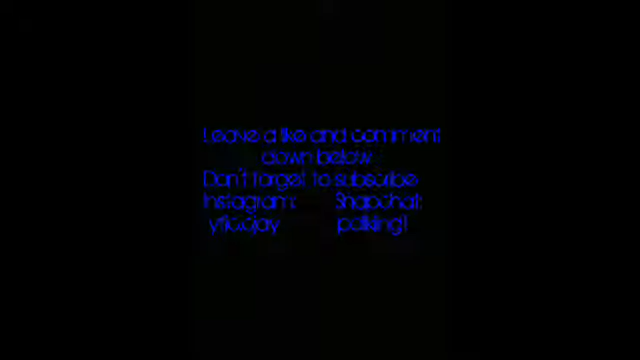 Leave a like and comment
down below
Don't forget to subscribe
Instagram: Snapchat: